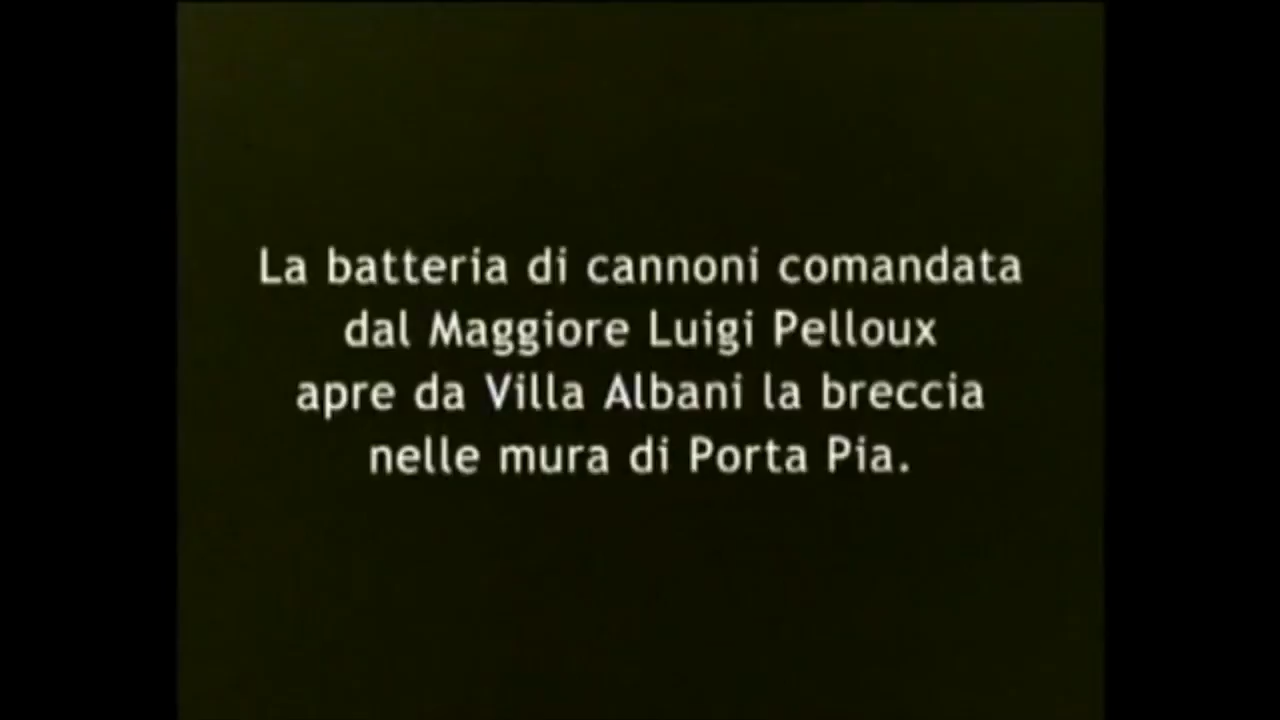 La batteria di cannoni comandata
dal Maggiore Luigi Pelloux
apre da Villa Albani la breccia
nelle mura di Porta Pia.